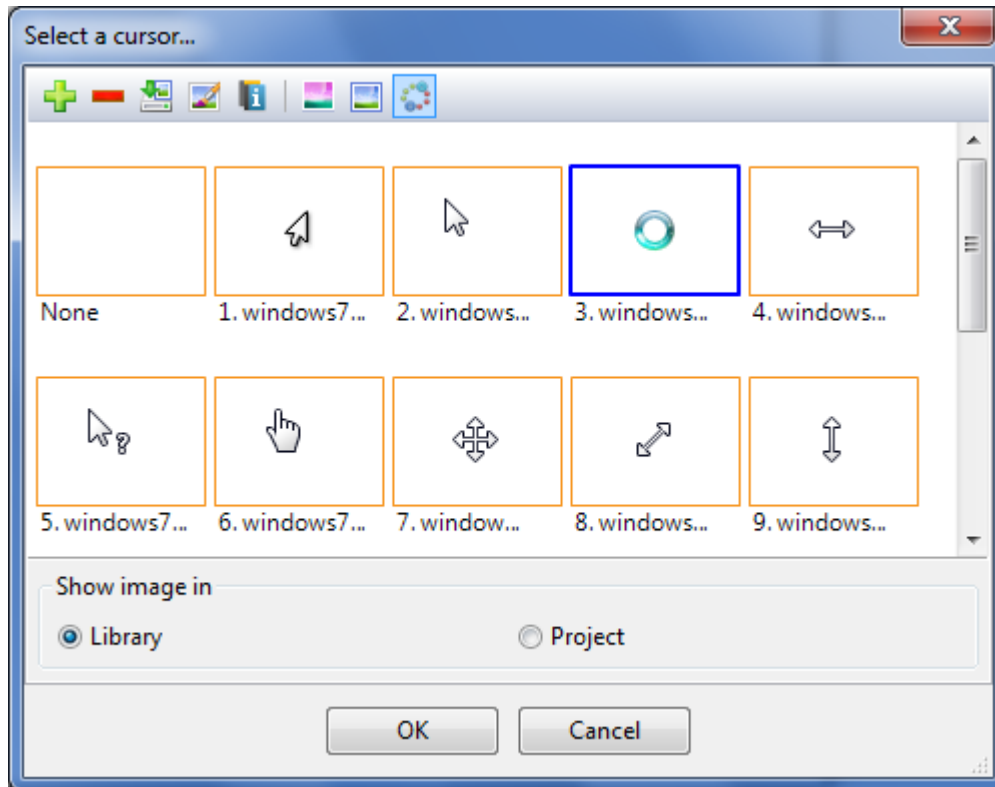 Select a cursor...
None
1. windows7...
2. windows...
3. windows...
4. windows...
5. windows7...
6. windows7...
7. window...
8. windows...
9. windows...
Show image in
Library
Project
OK
Cancel